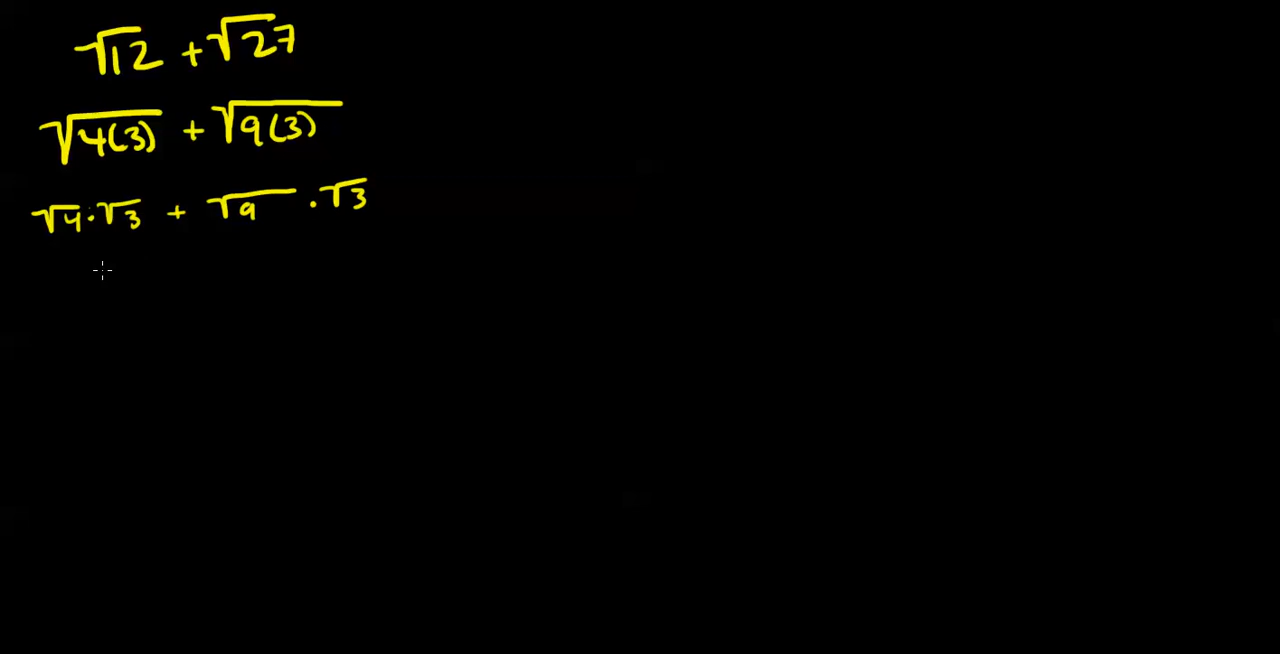 √12 + √27
√4(3) + √9(3)
√4 · √3 + √9 · √3